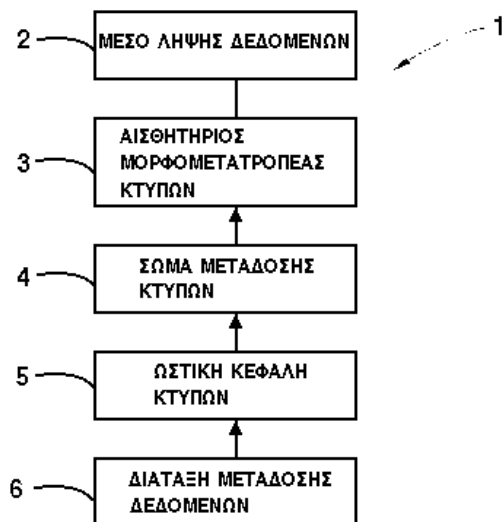 2 ΜΕΣΟ ΛΗΨΗΣ ΔΕΔΟΜΕΝΩΝ 1
ΑΙΣΘΗΤΗΡΙΟΣ
3 ΜΟΡΦΟΜΕΤΑΤΡΟΠΕΑΣ
ΚΤΥΠΩΝ
4 ΣΩΜΑ ΜΕΤΑΔΟΣΗΣ
ΚΤΥΠΩΝ
5 ΩΣΤΙΚΗ ΚΕΦΑΛΗ
ΚΤΥΠΩΝ
6 ΔΙΑΤΑΞΗ ΜΕΤΑΔΟΣΗΣ
ΔΕΔΟΜΕΝΩΝ